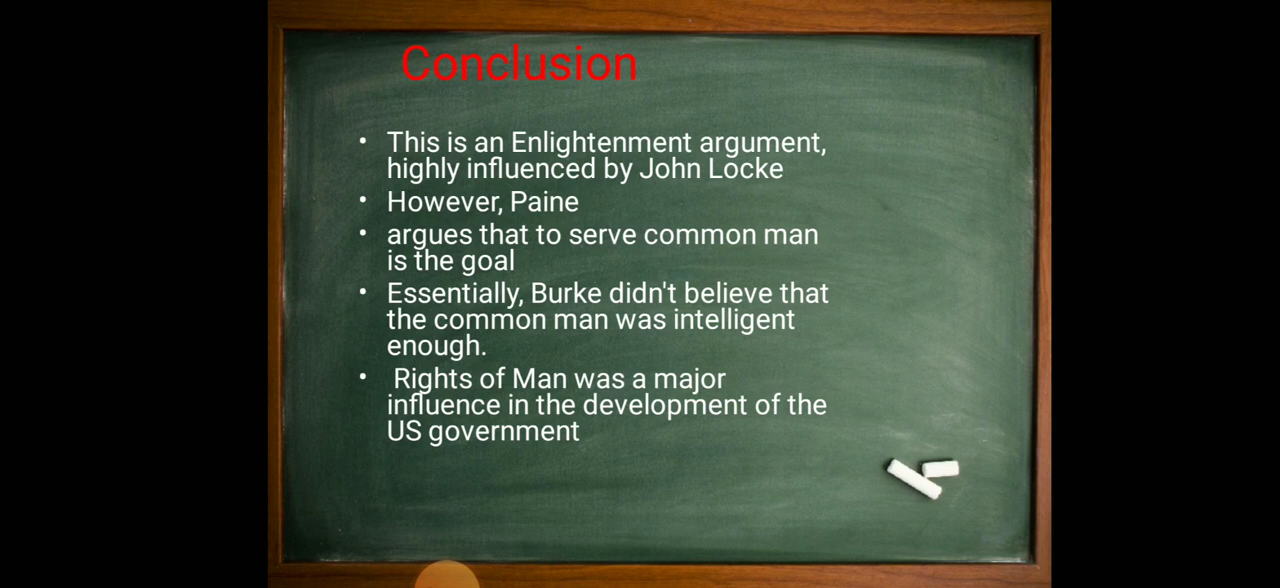 Conclusion
• This is an Enlightenment argument,
highly influenced by John Locke
• However, Paine
• argues that to serve common man
is the goal
• Essentially, Burke didn't believe that
the common man was intelligent
enough.
• Rights of Man was a major
influence in the development of the
US government